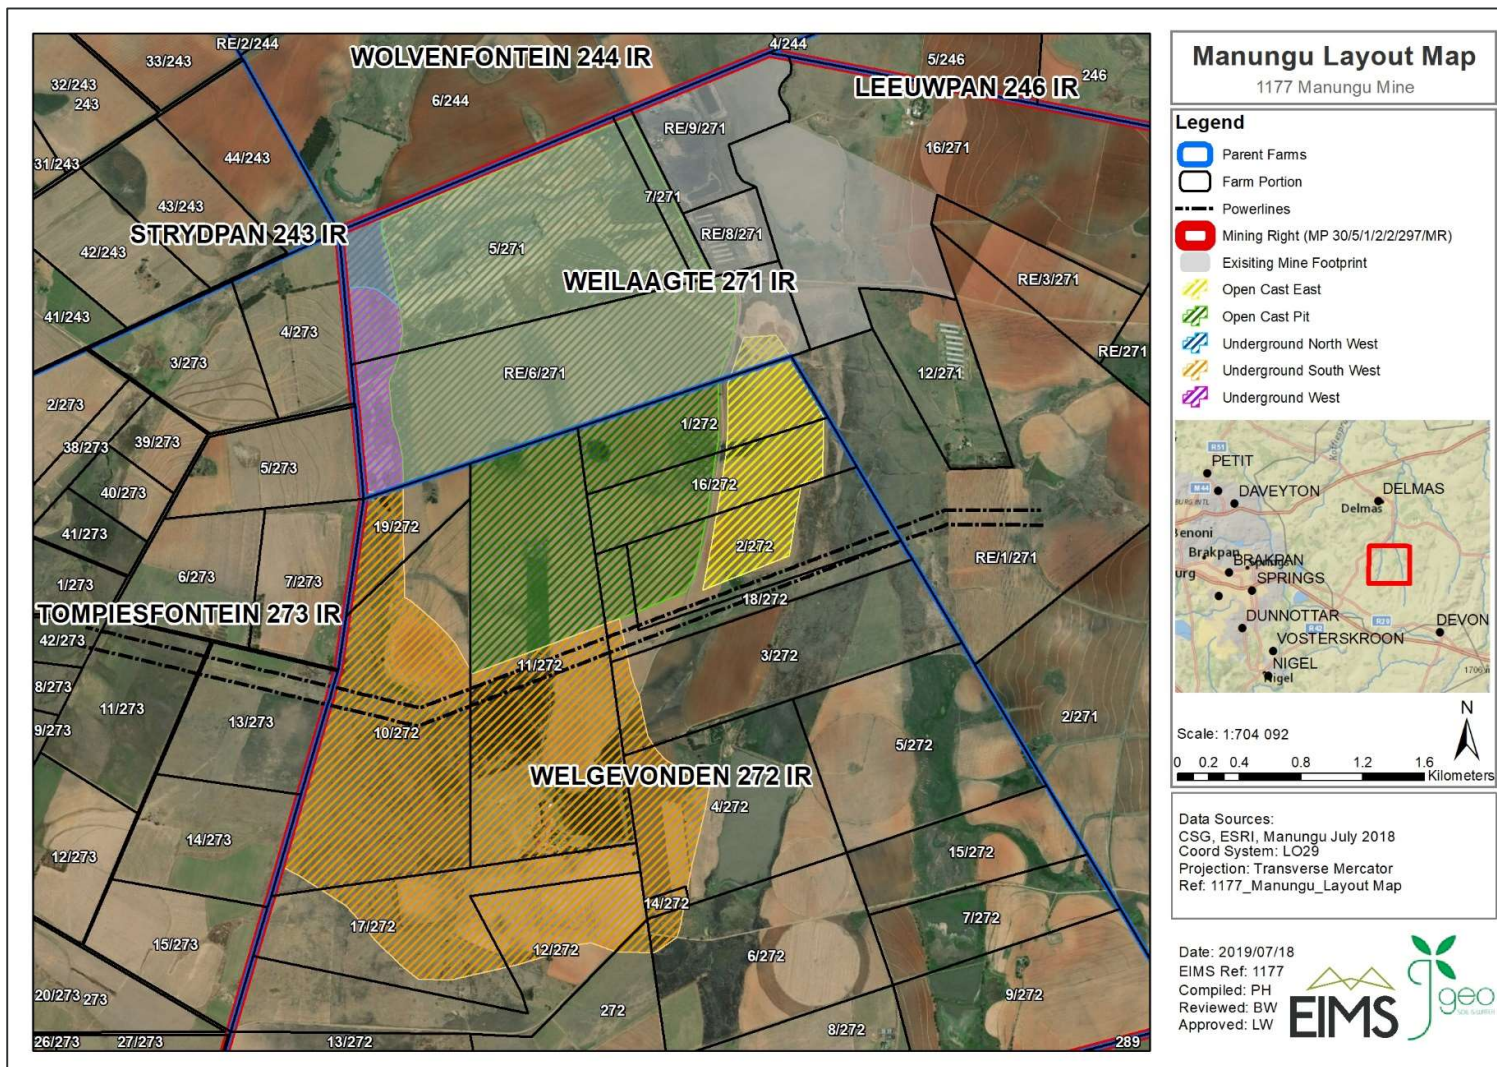 Manungu Layout Map
1177 Manungu Mine
Legend
Parent Farms
Farm Portion
Powerlines
Mining Right (MP 30/5/1/2/2/297/MR)
Exisiting Mine Footprint
Open Cast East
Open Cast Pit
Underground North West
Underground South West
Underground West
RE/2/244
WOLVENFONTEIN 244 IR
4/244
33/243
5/246
246
32/243
243
LEEUWPAN 246 IR
6/244
RE/9/271
16/271
31/243
44/243
7/271
43/243
STRYDPAN 243 IR
RE/8/271
42/243
5/271
WEILAAGTE 271 IR
RE/3/271
41/243
4/273
3/273
RE/271
RE/6/271
12/271
2/273
38/273
39/273
1/272
5/273
40/273
16/272
41/273
19/272
2/272
RE/1/271
1/273
6/273
7/273
18/272
TOMPIESFONTEIN 273 IR
42/273
3/272
11/272
8/273
11/273
9/273
13/273
10/272
2/271
5/272
WELGEVONDEN 272 IR
4/272
14/273
12/273
15/272
14/272
17/272
7/272
15/273
12/272
6/272
20/273
273
9/272
272
8/272
26/273
27/273
13/272
289
R51
PETIT
M44
DAVEYTON
DELMAS
Delmas
Benoni
Brakpan
BRAKPAN
SPRINGS
urg
DUNNOTTAR
R42
R29
DEVON
VOSTERSKROON
NIGEL
Nigel
N
Scale: 1:704 092
0 0.2 0.4 0.8 1.2 1.6
Kilometers
Data Sources:
CSG, ESRI, Manungu July 2018
Coord System: LO29
Projection: Transverse Mercator
Ref: 1177_Manungu_Layout Map
Date: 2019/07/18
EIMS Ref: 1177
Compiled: PH
Reviewed: BW
Approved: LW
EIMS
geo